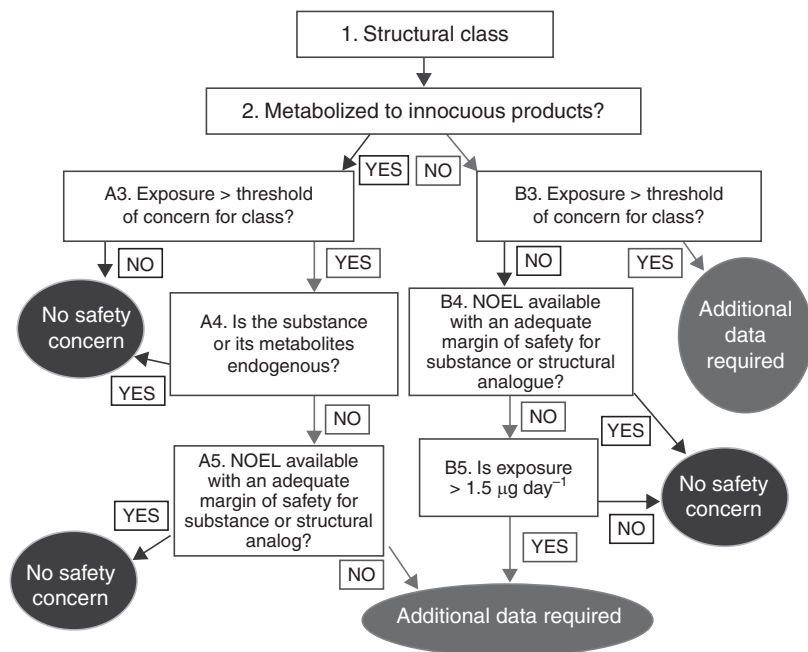 1. Structural class
2. Metabolized to innocuous products?
YES
NO
A3. Exposure > threshold
of concern for class?
B3. Exposure > threshold
of concern for class?
NO
YES
NO
YES
No safety
concern
A4. Is the substance
or its metabolites
endogenous?
B4. NOEL available
with an adequate
margin of safety for
substance or structural
analogue?
Additional
data
required
YES
NO
NO
YES
A5. NOEL available
with an adequate
margin of safety for
substance or structural
analog?
B5. Is exposure
> 1.5 μg day⁻¹
No safety
concern
YES
NO
NO
YES
No safety
concern
Additional data required